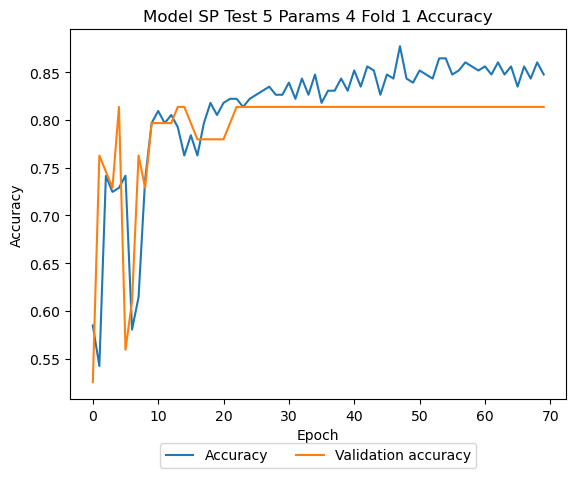 Model SP Test 5 Params 4 Fold 1 Accuracy
Accuracy
0.85
0.80
0.75
0.70
0.65
0.60
0.55
0 10 20 30 40 50 60 70
Epoch
Accuracy Validation accuracy